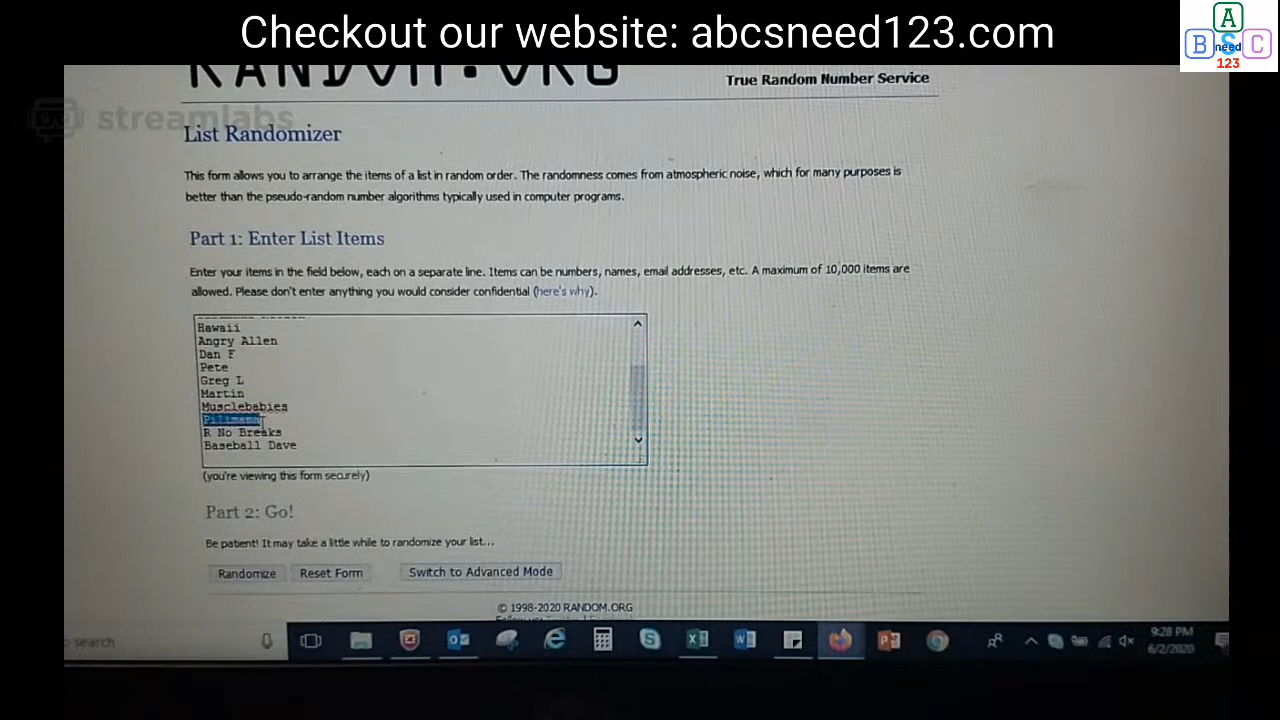 Checkout our website: abcsneed123.com
A
B S C
need
123
RANDOM.ORG
True Random Number Service
streamlabs
List Randomizer
This form allows you to arrange the items of a list in random order. The randomness comes from atmospheric noise, which for many purposes is
better than the pseudo-random number algorithms typically used in computer programs.
Part 1: Enter List Items
Enter your items in the field below, each on a separate line. Items can be numbers, names, email addresses, etc. A maximum of 10,000 items are
allowed. Please don't enter anything you would consider confidential (here's why).
Hawaii
Angry Allen
Dan F
Pete
Greg L
Martin
Musclebabies
R No Breaks
Baseball Dave
(you're viewing this form securely)
Part 2: Go!
Be patient! It may take a little while to randomize your list...
Randomize Reset Form Switch to Advanced Mode
© 1998-2020 RANDOM.ORG
search
9:28 PM
6/2/2020